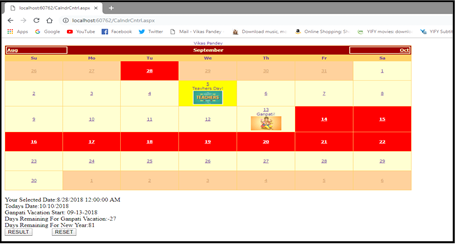 localhost:60762/CalndrCntrl.aspx
localhost:60762/CalndrCntrl.aspx
Apps Google YouTube Facebook Twitter Mail - Vikas Pandey Download music, m Online Shopping: Sh YIFY movies downlo YIFY Subtitl
Vikas Pandey
Aug September Oct
Su Mo Tu We Th Fr Sa
26 27 28 29 30 31 1
2 3 4 5 6 7 8
Teachers Day!
TEACHERS
9 10 11 12 13 14 15
Ganpati!
16 17 18 19 20 21 22
23 24 25 26 27 28 29
30 1 2 3 4 5 6
Your Selected Date:8/28/2018 12:00:00 AM
Todays Date:10-10/2018
Ganpati Vacation Start: 09-13-2018
Days Remaining For Ganpati Vacation:-27
Days Remaining For New Year:81
RESULT RESET